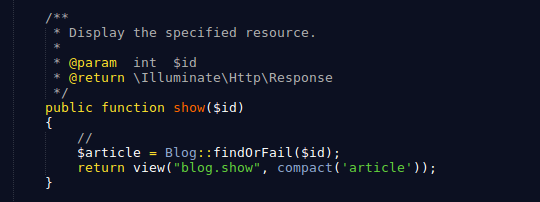 /**
 * Display the specified resource.
 *
 * @param  int  $id
 * @return \Illuminate\Http\Response
 */
public function show($id)
{
    //
    $article = Blog::findOrFail($id);
    return view("blog.show", compact('article'));
}